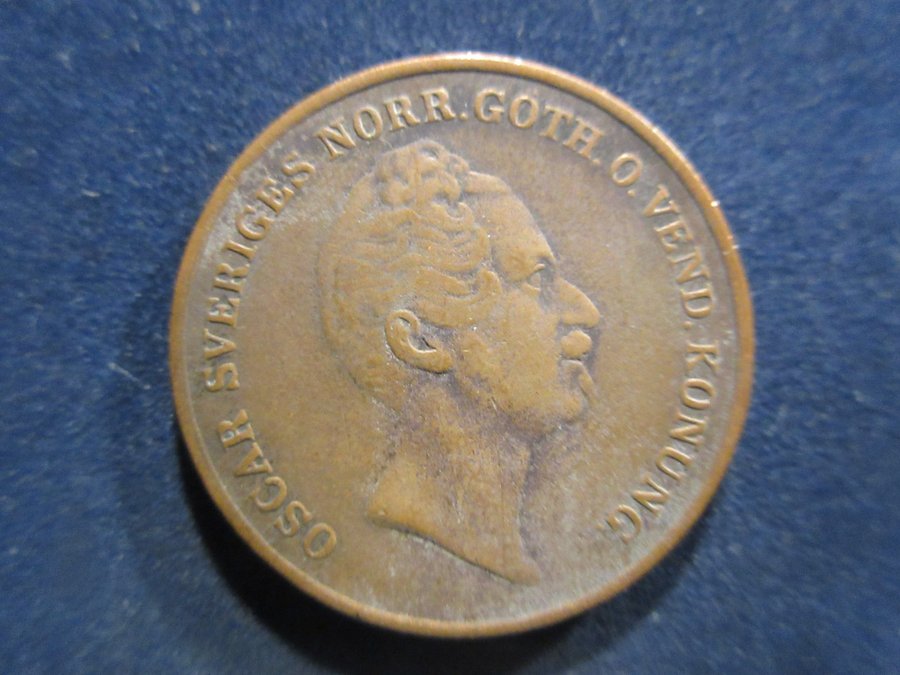 OSCAR SVERIGES NORR. GOTH. O. VEND. KONUNG.